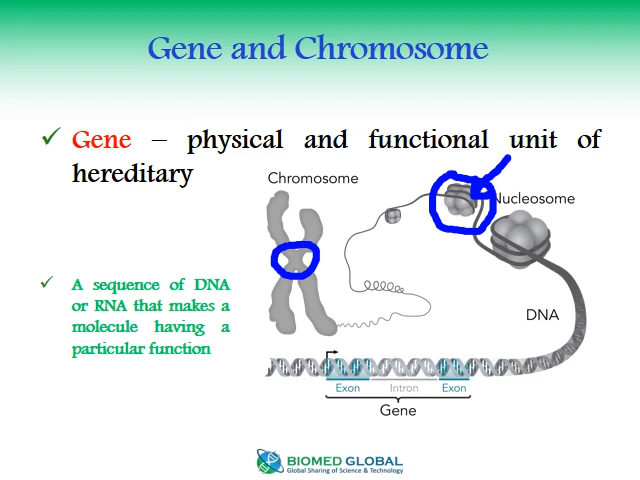 Gene and Chromosome
✓ Gene – physical and functional unit of
hereditary
Chromosome
Nucleosome
✓ A sequence of DNA
or RNA that makes a
molecule having a
particular function
DNA
Exon Intron Exon
Gene
BIOMED GLOBAL
Global Sharing of Science & Technology